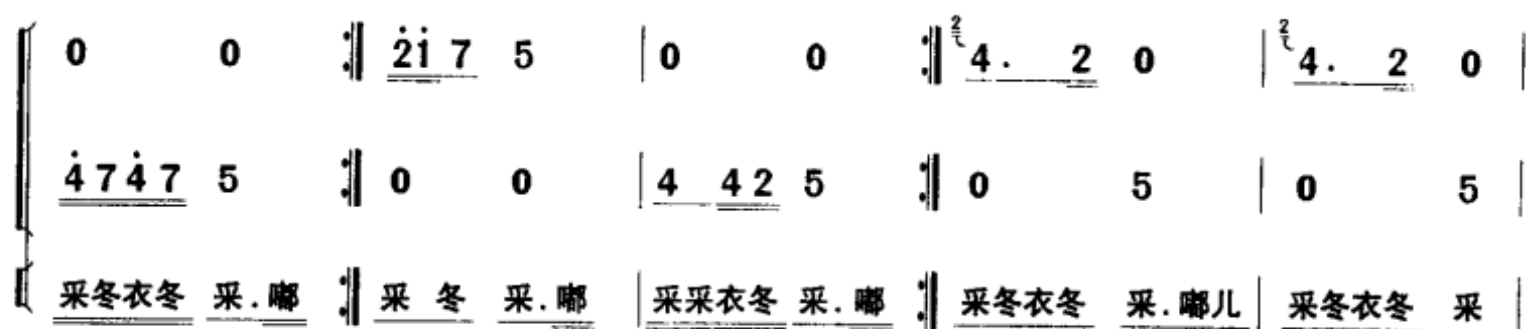 0 0 2̇1̇ 7 5 0 0 2 4. 2 0 2 4. 2 0
4̇ 7 4̇ 7 5 0 0 4 4 2 5 0 5 0 5
采冬衣冬 采.嘟 采 冬 采.嘟 采采衣冬 采.嘟 采冬衣冬 采.嘟儿 采冬衣冬 采